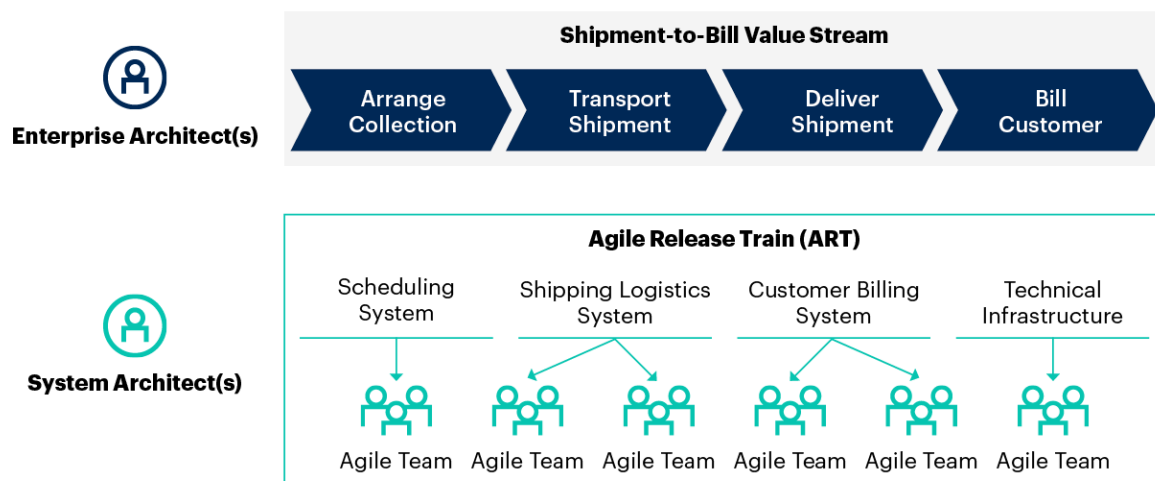 Shipment-to-Bill Value Stream
Enterprise Architect(s)
Arrange
Collection
Transport
Shipment
Deliver
Shipment
Bill
Customer
Agile Release Train (ART)
System Architect(s)
Scheduling
System
Shipping Logistics
System
Customer Billing
System
Technical
Infrastructure
Agile Team
Agile Team
Agile Team
Agile Team
Agile Team
Agile Team